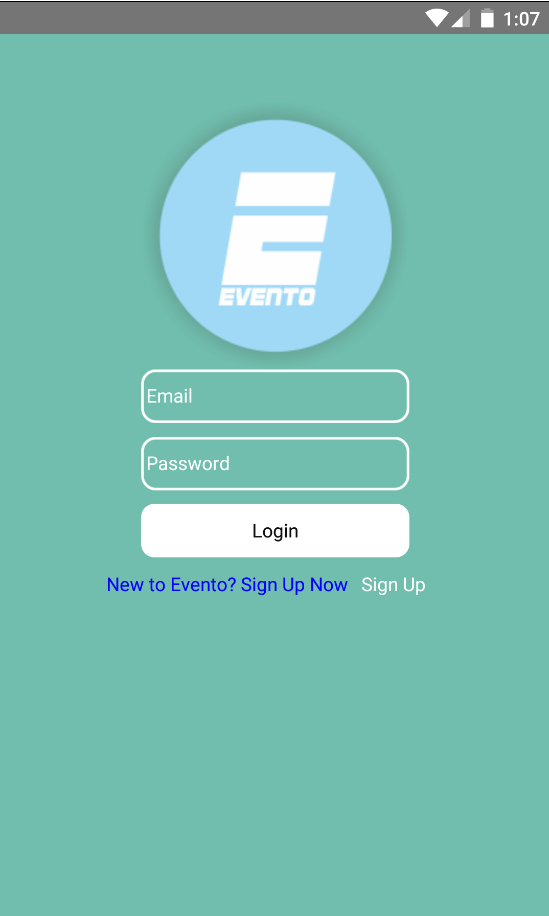 1:07
E
EVENTO
Email
Password
Login
New to Evento? Sign Up Now Sign Up